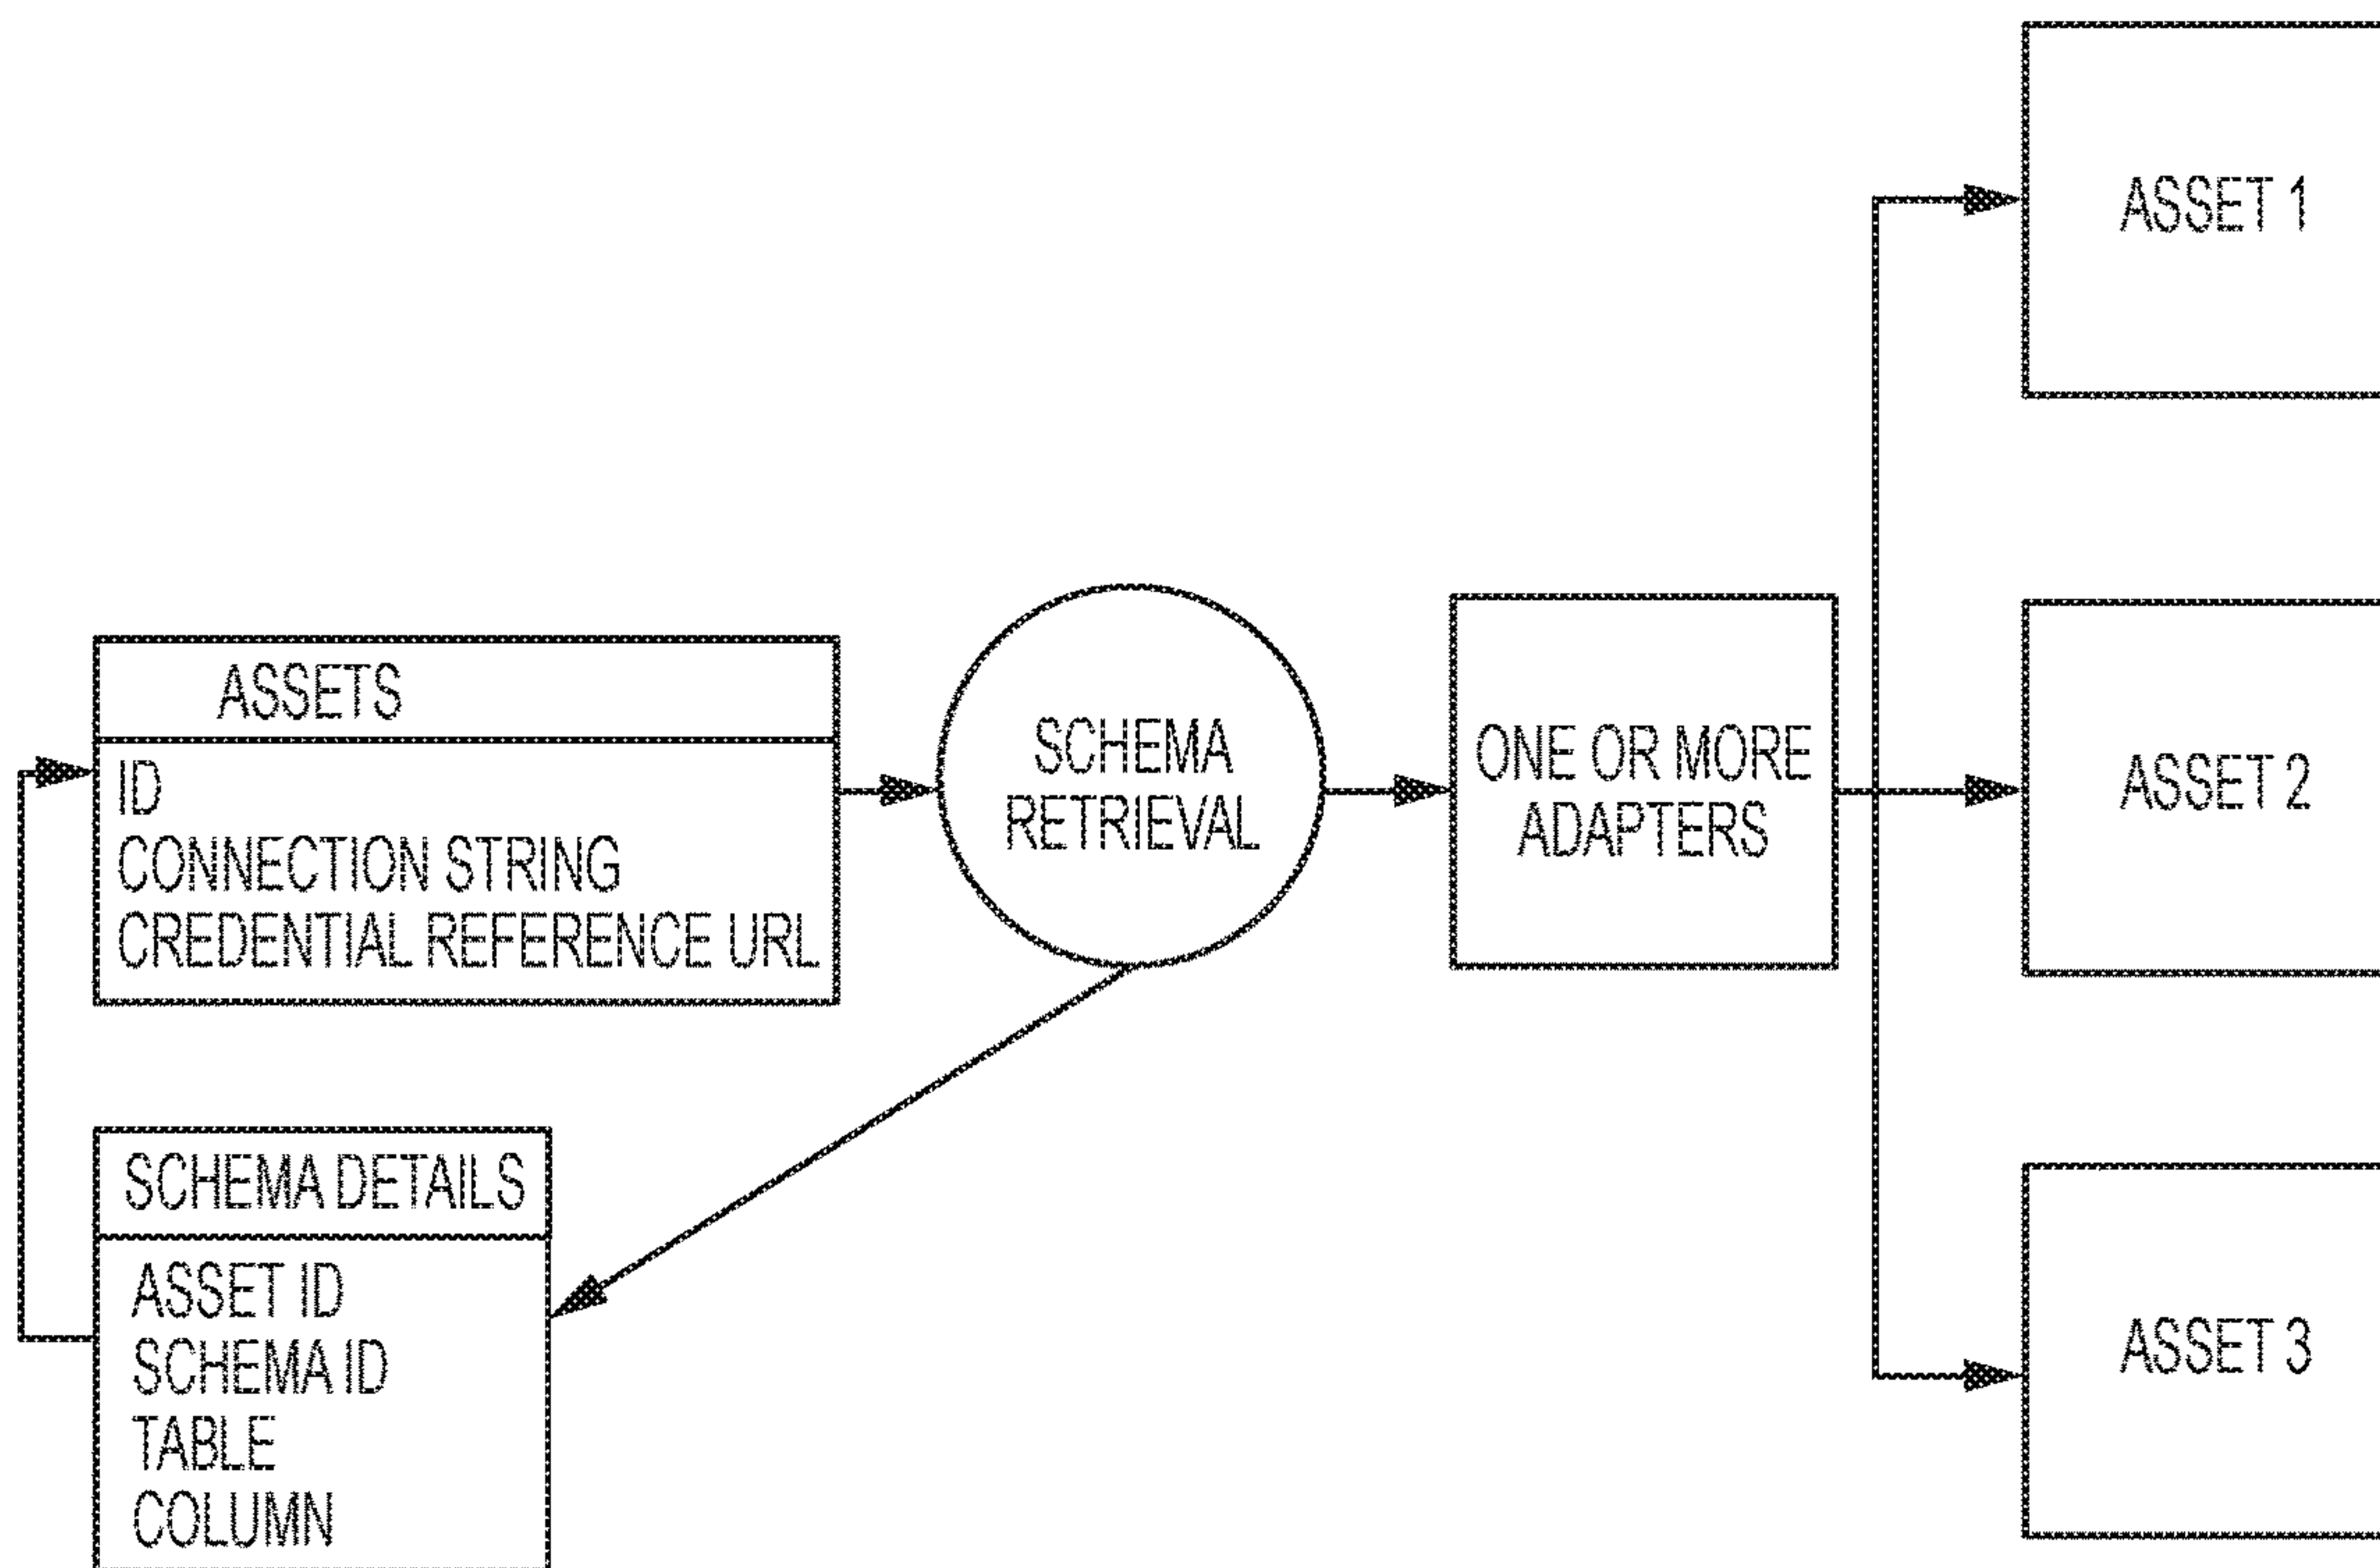 ASSETS
ID
CONNECTION STRING
CREDENTIAL REFERENCE URL
SCHEMA DETAILS
ASSET ID
SCHEMA ID
TABLE
COLUMN
SCHEMA
RETRIEVAL
ONE OR MORE
ADAPTERS
ASSET 1
ASSET 2
ASSET 3